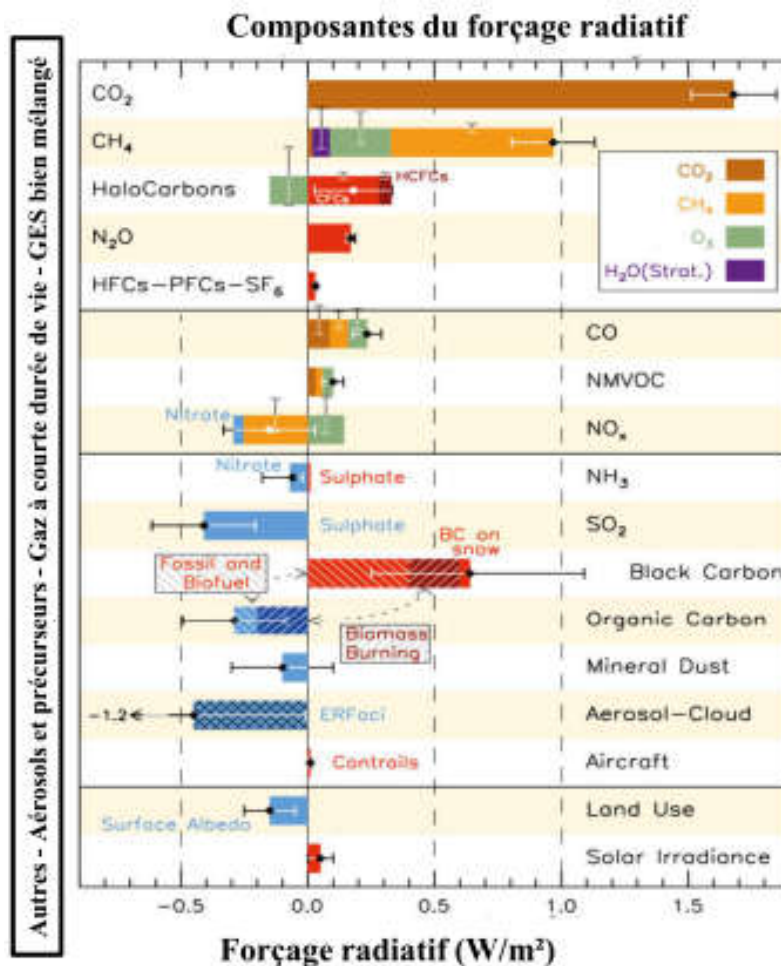 Composantes du forçage radiatif
Autres - Aérosols et précurseurs - Gaz à courte durée de vie - GES bien mélangé
CO₂
CH₄
HaloCarbons
CFCs
HCFCs
N₂O
HFCs-PFCs-SF₆
CO₂
CH₄
O₃
H₂O(Strat.)
CO
NMVOC
Nitrate
NOₓ
Nitrate
Sulphate
NH₃
Sulphate
SO₂
BC on
snow
Fossil and
Biofuel
Black Carbon
Organic Carbon
Biomass
Burning
Mineral Dust
-1.2
ERFaci
Aerosol-Cloud
Contrails
Aircraft
Land Use
Surface Albedo
Solar Irradiance
-0.5 0.0 0.5 1.0 1.5
Forçage radiatif (W/m²)